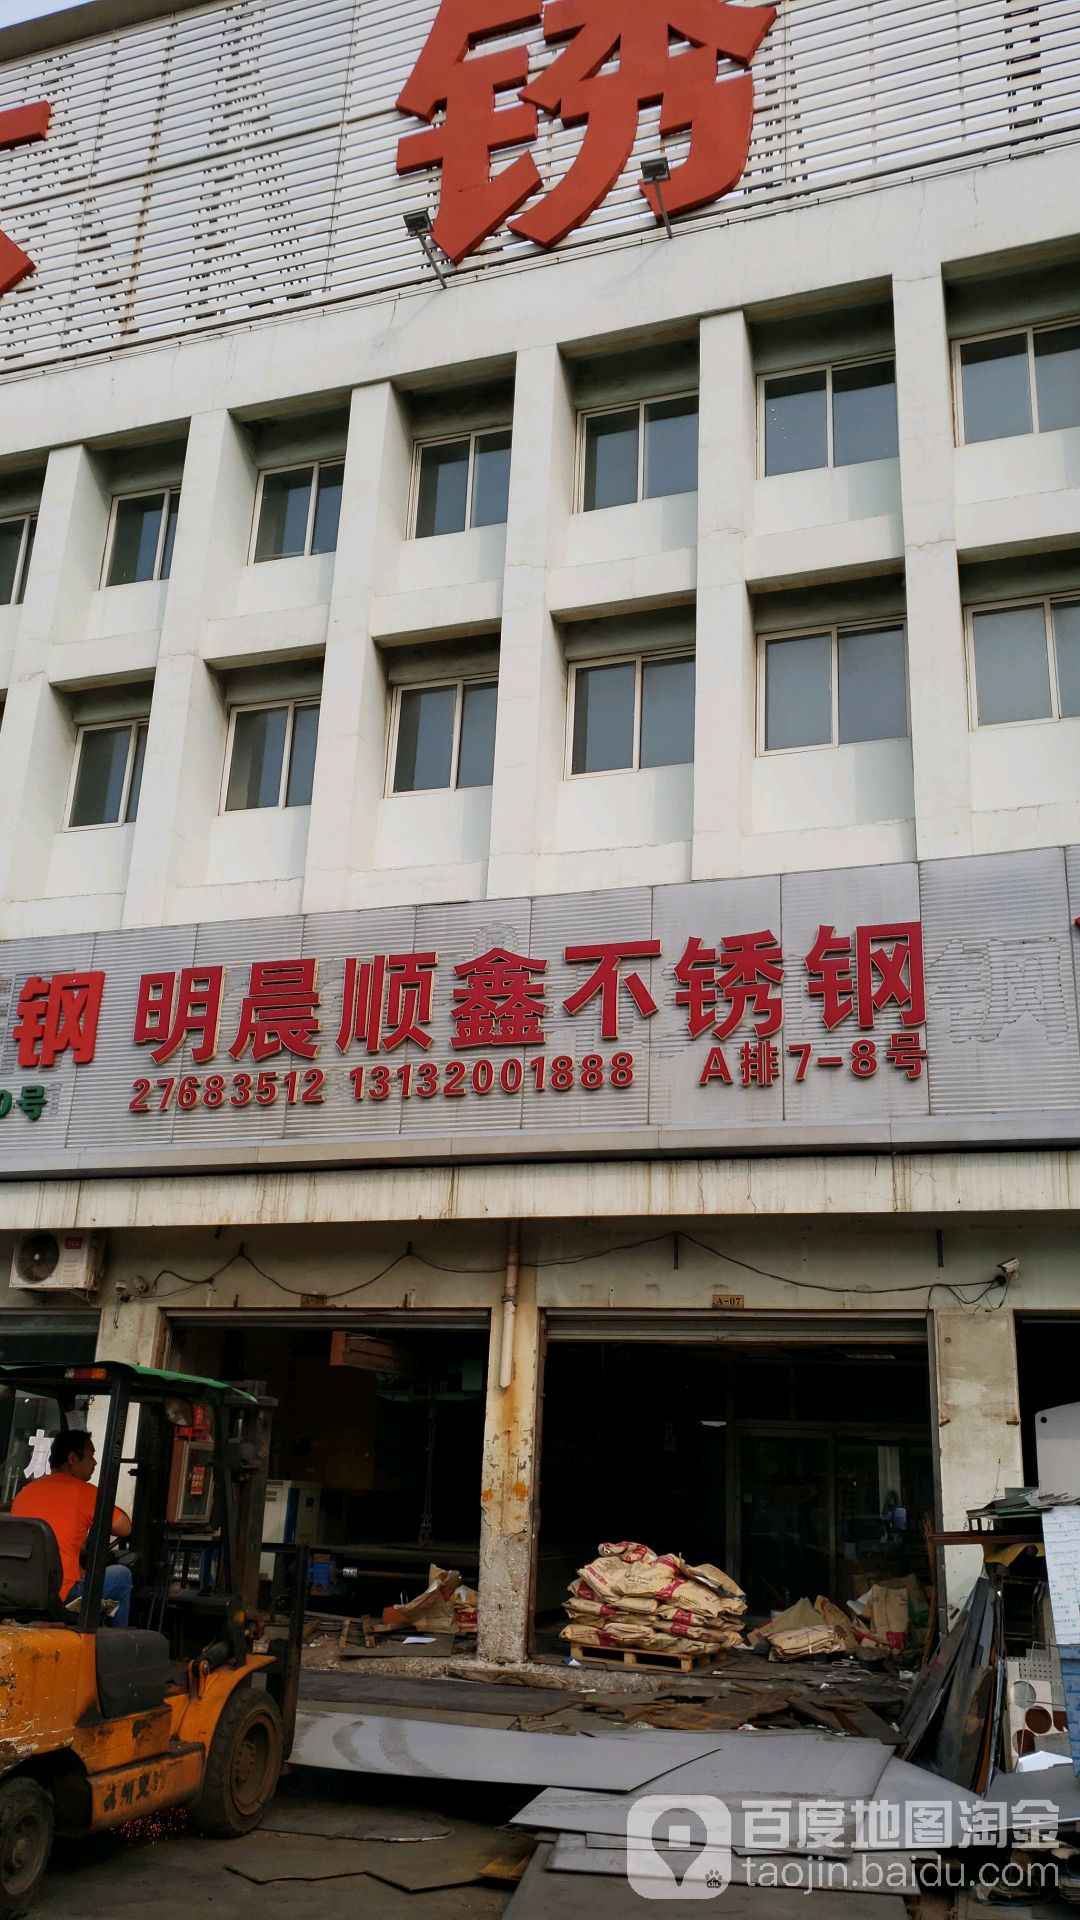 锈
钢
0号
明晨顺鑫不锈钢
27683512 13132001888 A排7-8号
A-07
百度地图淘金
taojin.baidu.com